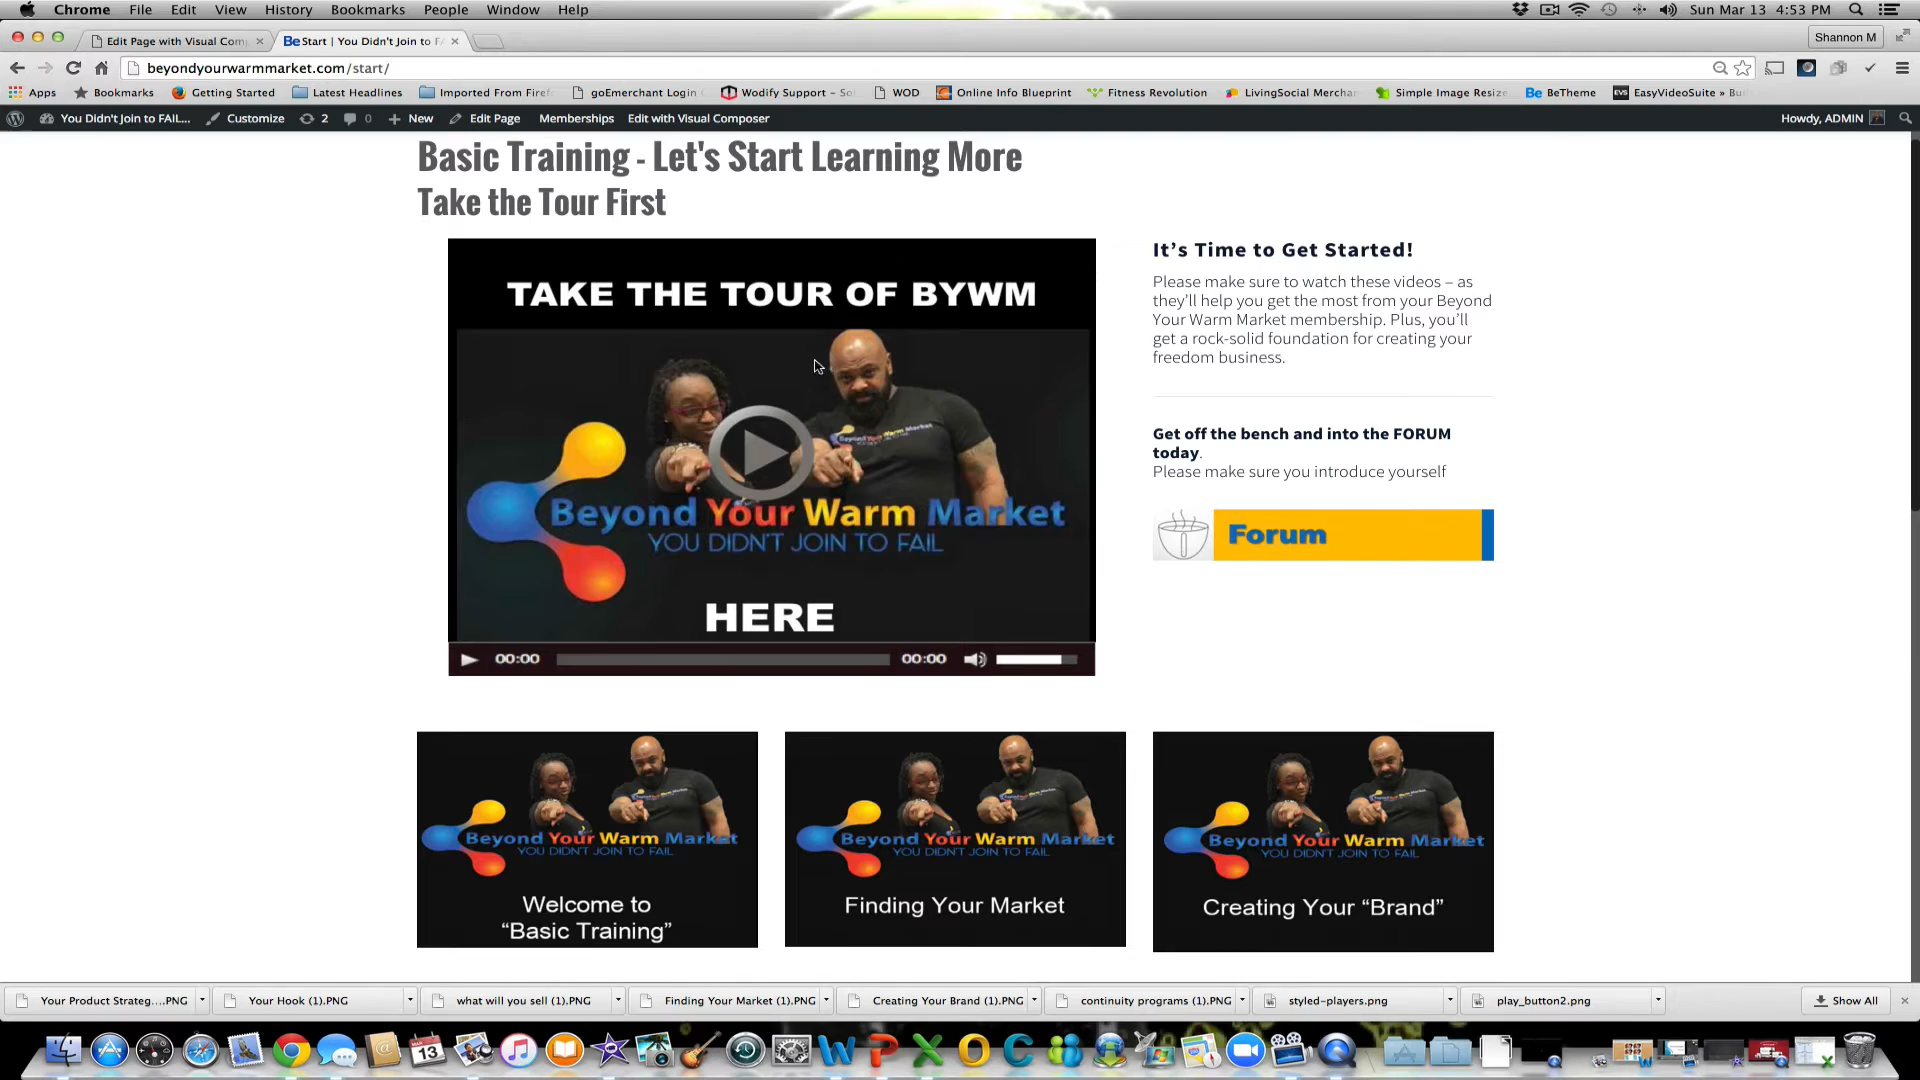 Chrome File Edit View History Bookmarks People Window Help Sun Mar 13 4:53 PM
Edit Page with Visual Com Be Start | You Didn't Join to FA Shannon M
beyondyourwarmmarket.com/start/
Apps Bookmarks Getting Started Latest Headlines Imported From Firef goEmerchant Login Wodify Support – So WOD Online Info Blueprint Fitness Revolution LivingSocial Mercha Simple Image Resize Be BeTheme EVS EasyVideoSuite » Bui
You Didn't Join to FAIL... Customize 2 0 New Edit Page Memberships Edit with Visual Composer Howdy, ADMIN
Basic Training - Let's Start Learning More
Take the Tour First
TAKE THE TOUR OF BYWM
Beyond Your Warm Market
YOU DIDN'T JOIN TO FAIL
HERE
00:00 00:00
It's Time to Get Started!
Please make sure to watch these videos – as
they'll help you get the most from your Beyond
Your Warm Market membership. Plus, you'll
get a rock-solid foundation for creating your
freedom business.
Get off the bench and into the FORUM
today.
Please make sure you introduce yourself
Forum
Beyond Your Warm Market
YOU DIDN'T JOIN TO FAIL
Welcome to
“Basic Training”
Beyond Your Warm Market
YOU DIDN'T JOIN TO FAIL
Finding Your Market
Beyond Your Warm Market
YOU DIDN'T JOIN TO FAIL
Creating Your “Brand”
Your Product Strateg....PNG Your Hook (1).PNG what will you sell (1).PNG Finding Your Market (1).PNG Creating Your Brand (1).PNG continuity programs (1).PNG styled-players.png play_button2.png Show All
MAR 13